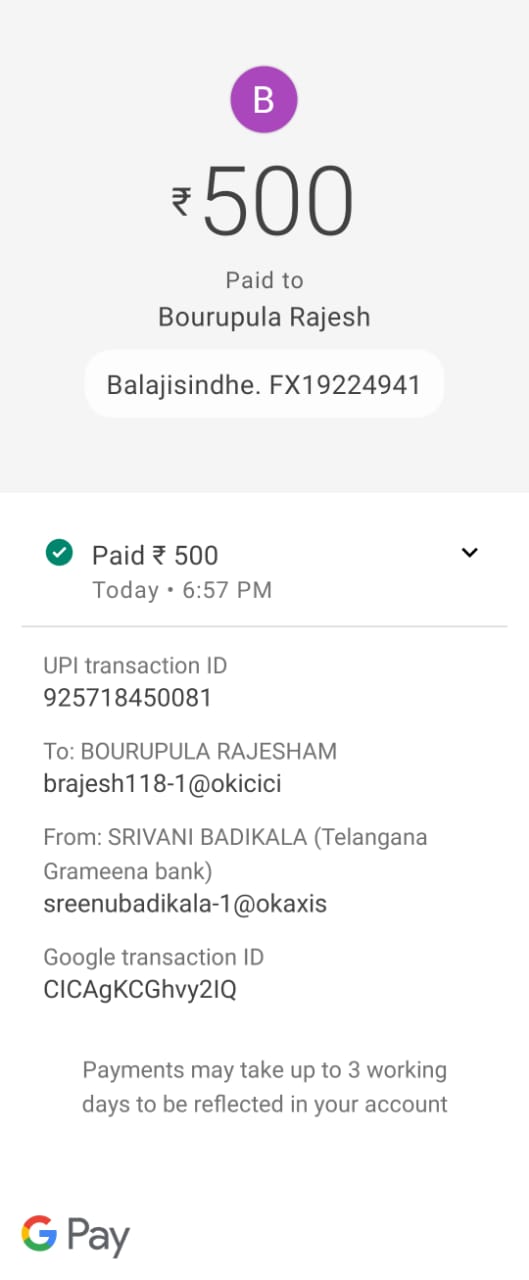 B
₹500
Paid to
Bourupula Rajesh
Balajisindhe. FX19224941
Paid ₹ 500
Today • 6:57 PM
UPI transaction ID
925718450081
To: BOURUPULA RAJESHAM
brajesh118-1@okicici
From: SRIVANI BADIKALA (Telangana
Grameena bank)
sreenubadikala-1@okaxis
Google transaction ID
CICAgKCGhvy2IQ
Payments may take up to 3 working
days to be reflected in your account
G Pay